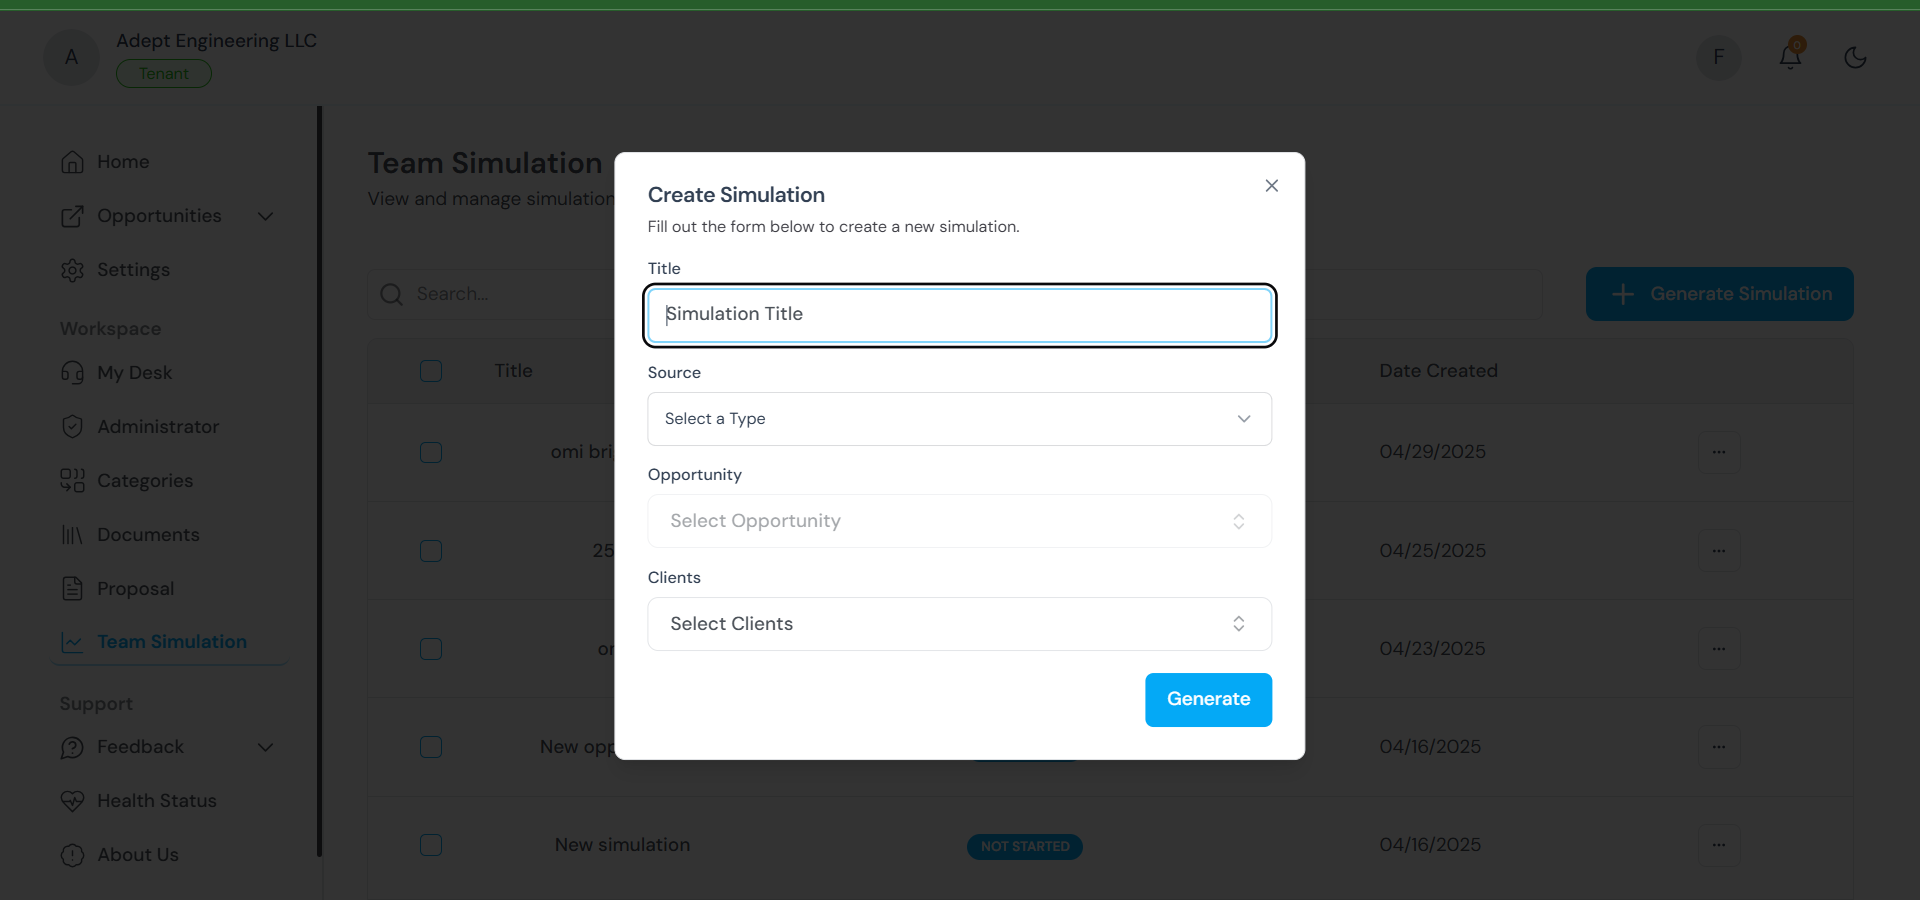 A
Adept Engineering LLC
Tenant
F
0
Home
Opportunities
Settings
Workspace
My Desk
Administrator
Categories
Documents
Proposal
Team Simulation
Support
Feedback
Health Status
About Us
Team Simulation
View and manage simulation
Search...
Generate Simulation
Title
Date Created
omi bri
04/29/2025
...
25
04/25/2025
...
or
04/23/2025
...
New opp
04/16/2025
...
New simulation
NOT STARTED
04/16/2025
...
Create Simulation
Fill out the form below to create a new simulation.
Title
Simulation Title
Source
Select a Type
Opportunity
Select Opportunity
Clients
Select Clients
Generate